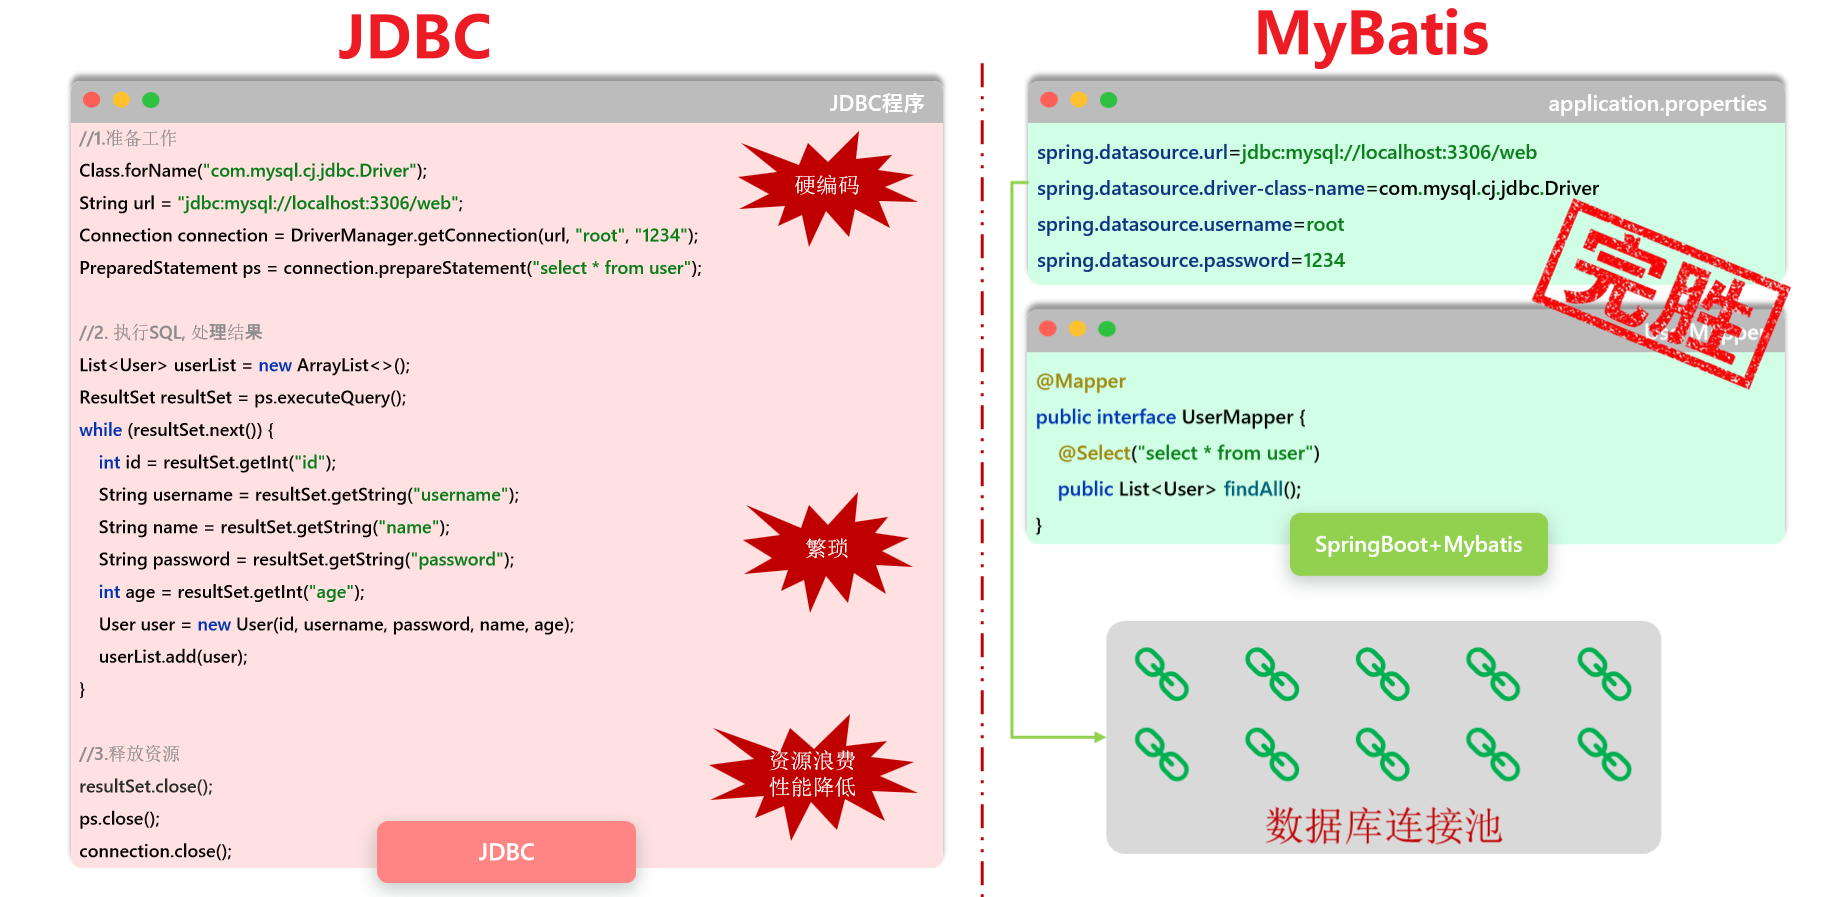 JDBC
JDBC程序
//1.准备工作
Class.forName("com.mysql.cj.jdbc.Driver");
String url = "jdbc:mysql://localhost:3306/web";
Connection connection = DriverManager.getConnection(url, "root", "1234");
PreparedStatement ps = connection.prepareStatement("select * from user");
硬编码
//2. 执行SQL, 处理结果
List<User> userList = new ArrayList<>();
ResultSet resultSet = ps.executeQuery();
while (resultSet.next()) {
int id = resultSet.getInt("id");
String username = resultSet.getString("username");
String name = resultSet.getString("name");
String password = resultSet.getString("password");
int age = resultSet.getInt("age");
User user = new User(id, username, password, name, age);
userList.add(user);
}
繁琐
//3.释放资源
resultSet.close();
ps.close();
connection.close();
资源浪费
性能降低
JDBC
MyBatis
application.properties
spring.datasource.url=jdbc:mysql://localhost:3306/web
spring.datasource.driver-class-name=com.mysql.cj.jdbc.Driver
spring.datasource.username=root
spring.datasource.password=1234
完胜
UserMapper
@Mapper
public interface UserMapper {
@Select("select * from user")
public List<User> findAll();
}
SpringBoot+Mybatis
数据库连接池